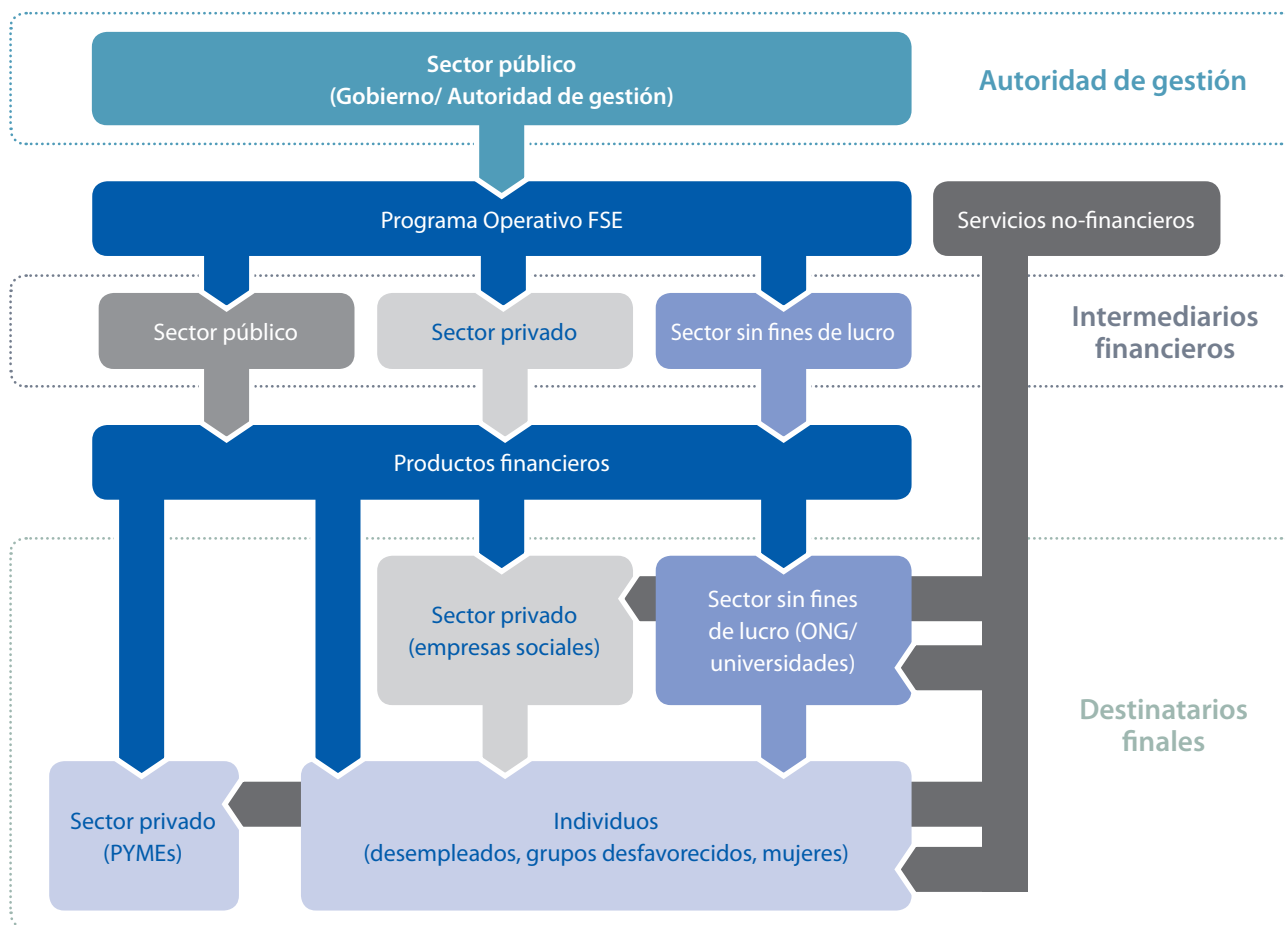 Sector público
(Gobierno/ Autoridad de gestión)
Autoridad de gestión
Programa Operativo FSE
Servicios no-financieros
Sector público
Sector privado
Sector sin fines de lucro
Intermediarios
financieros
Productos financieros
Sector privado
(empresas sociales)
Sector sin fines
de lucro (ONG/
universidades)
Destinatarios
finales
Sector privado
(PYMEs)
Individuos
(desempleados, grupos desfavorecidos, mujeres)